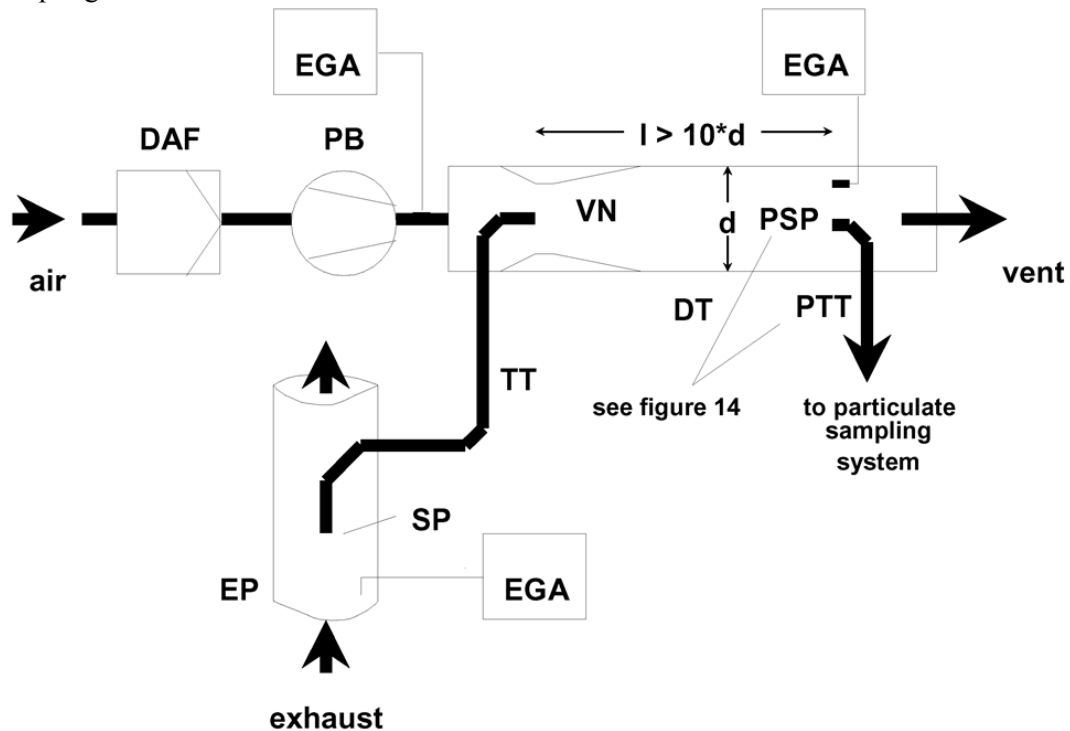 EGA
EGA
DAF
PB
l > 10*d
VN
d
PSP
air
vent
DT
PTT
TT
see figure 14
to particulate
sampling
system
SP
EP
EGA
exhaust